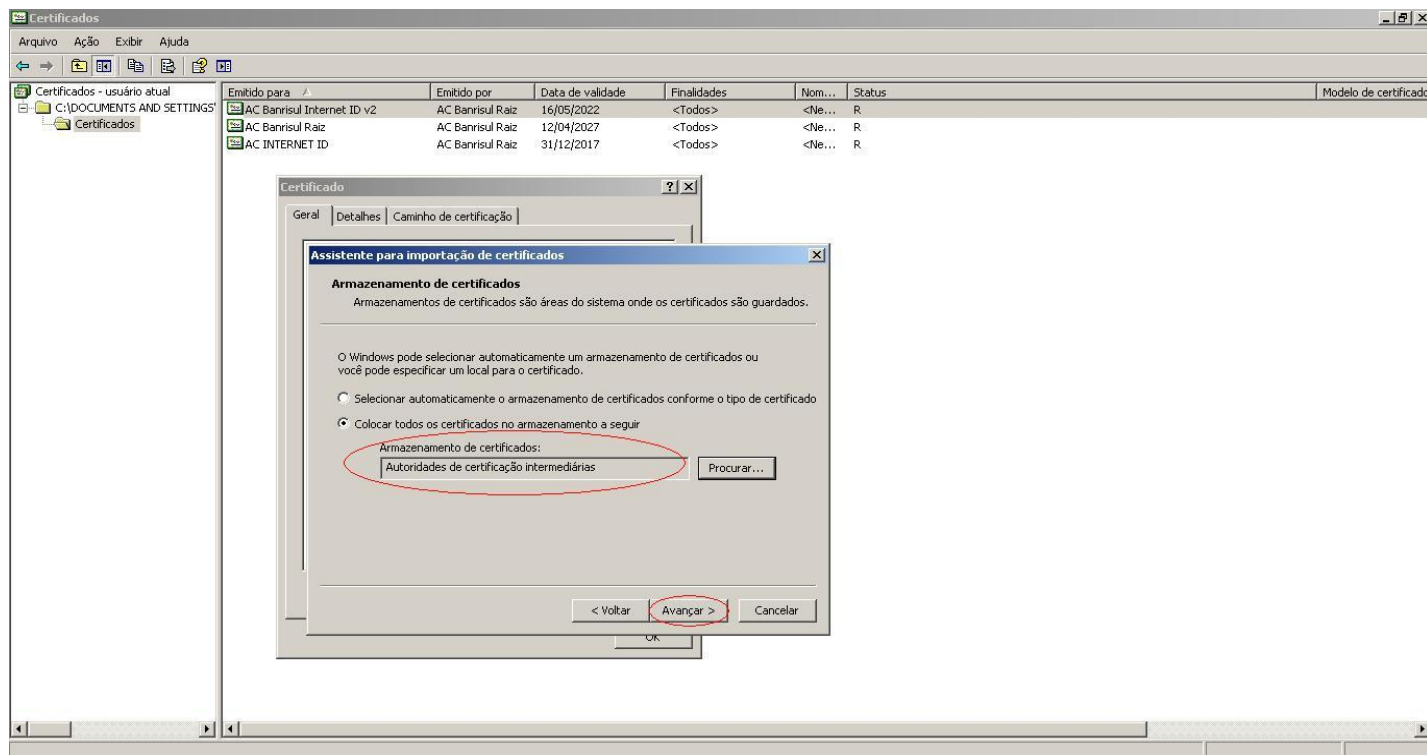 Certificados
Arquivo Ação Exibir Ajuda
Certificados - usuário atual
C:\DOCUMENTS AND SETTINGS'
Certificados
Emitido para Emitido por Data de validade Finalidades Nom... Status Modelo de certificado
AC Banrisul Internet ID v2 AC Banrisul Raiz 16/05/2022 <Todos> <Ne... R
AC Banrisul Raiz AC Banrisul Raiz 12/04/2027 <Todos> <Ne... R
AC INTERNET ID AC Banrisul Raiz 31/12/2017 <Todos> <Ne... R
Certificado
Geral Detalhes Caminho de certificação
Assistente para importação de certificados
Armazenamento de certificados
Armazenamentos de certificados são áreas do sistema onde os certificados são guardados.
O Windows pode selecionar automaticamente um armazenamento de certificados ou
você pode especificar um local para o certificado.
Selecionar automaticamente o armazenamento de certificados conforme o tipo de certificado
Colocar todos os certificados no armazenamento a seguir
Armazenamento de certificados:
Autoridades de certificação intermediárias Procurar...
< Voltar Avançar > Cancelar
OK